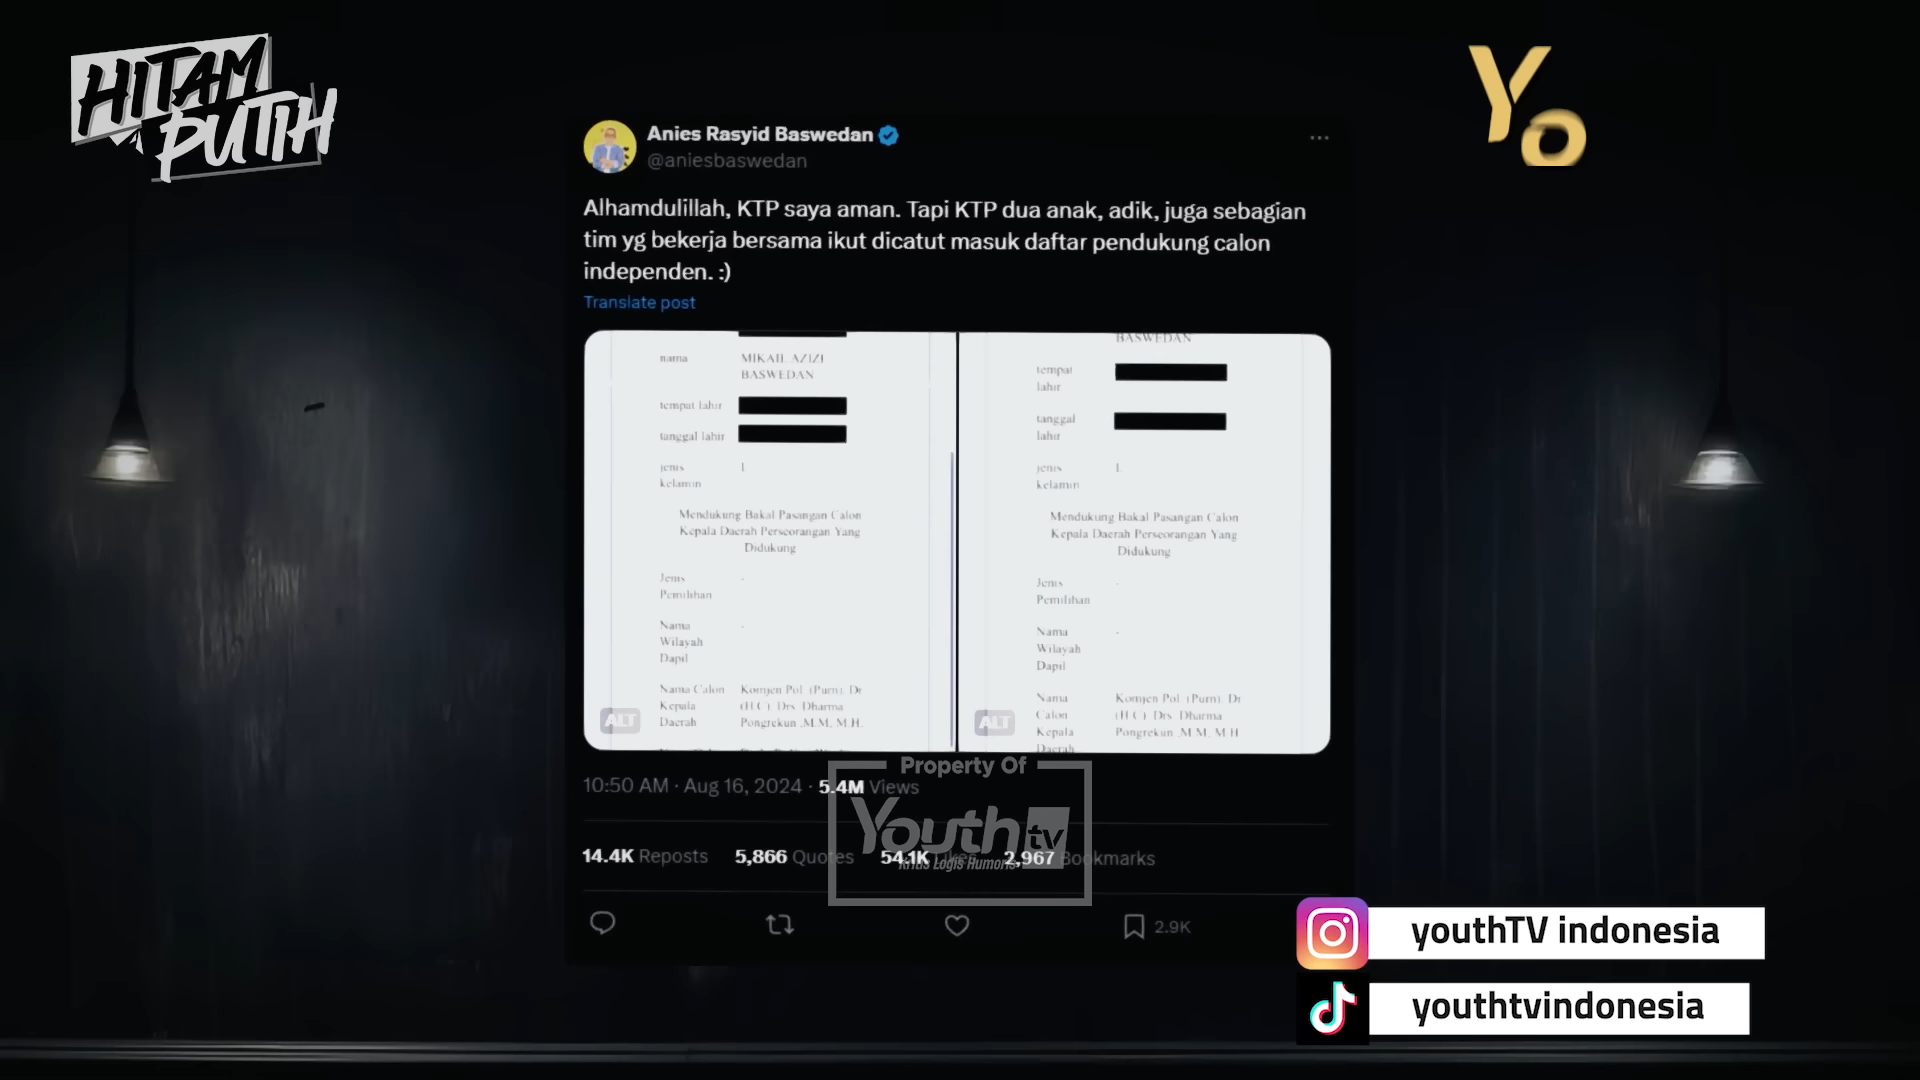 HITAM
PUTIH
Yo
Anies Rasyid Baswedan
@aniesbaswedan
Alhamdulillah, KTP saya aman. Tapi KTP dua anak, adik, juga sebagian
tim yg bekerja bersama ikut dicatut masuk daftar pendukung calon
independen. :)
Translate post
nama MIKAIL AZIZI
BASWEDAN
tempat lahir
tanggal lahir
jenis L
kelamin
Mendukung Bakal Pasangan Calon
Kepala Daerah Perseorangan Yang
Didukung
Jenis -
Pemilihan
Nama -
Wilayah
Dapil
Nama Calon Komjen Pol. (Purn). Dr
Kepala (H.C). Drs. Dharma
Daerah Pongrekun .M.M, M.H.
ALT
BASWEDAN
tempat
lahir
tanggal
lahir
jenis L
kelamin
Mendukung Bakal Pasangan Calon
Kepala Daerah Perseorangan Yang
Didukung
Jenis -
Pemilihan
Nama -
Wilayah
Dapil
Nama Komjen Pol. (Purn). Dr
Calon (H.C). Drs. Dharma
Kepala Pongrekun .M.M, M.H
Daerah
ALT
10:50 AM · Aug 16, 2024 · 5.4M Views
14.4K Reposts 5,866 Quotes 54.1K Likes 2,967 Bookmarks
2.9K
Property Of
Youth tv
Kritis Logis Humoris
youthTV indonesia
youthtvindonesia